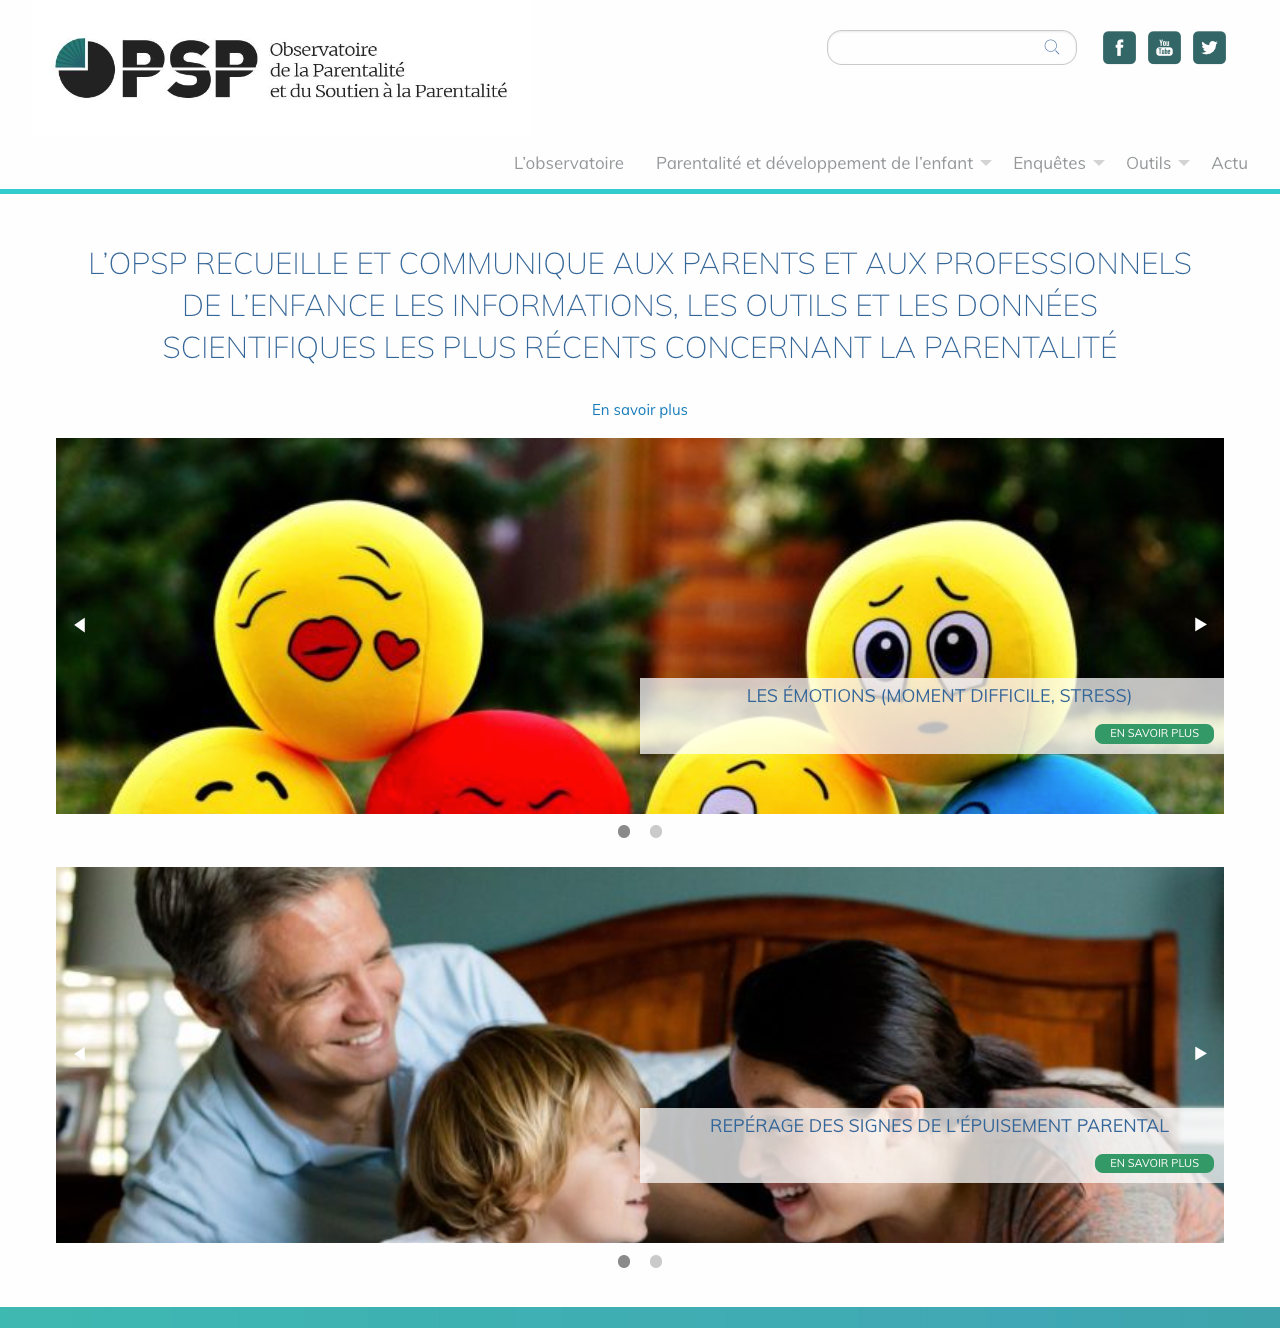 OPSP
Observatoire
de la Parentalité
et du Soutien à la Parentalité
f
You
Tube
L’observatoire
Parentalité et développement de l’enfant
Enquêtes
Outils
Actu
L’OPSP RECUEILLE ET COMMUNIQUE AUX PARENTS ET AUX PROFESSIONNELS
DE L’ENFANCE LES INFORMATIONS, LES OUTILS ET LES DONNÉES
SCIENTIFIQUES LES PLUS RÉCENTS CONCERNANT LA PARENTALITÉ
En savoir plus
LES ÉMOTIONS (MOMENT DIFFICILE, STRESS)
EN SAVOIR PLUS
REPÉRAGE DES SIGNES DE L'ÉPUISEMENT PARENTAL
EN SAVOIR PLUS